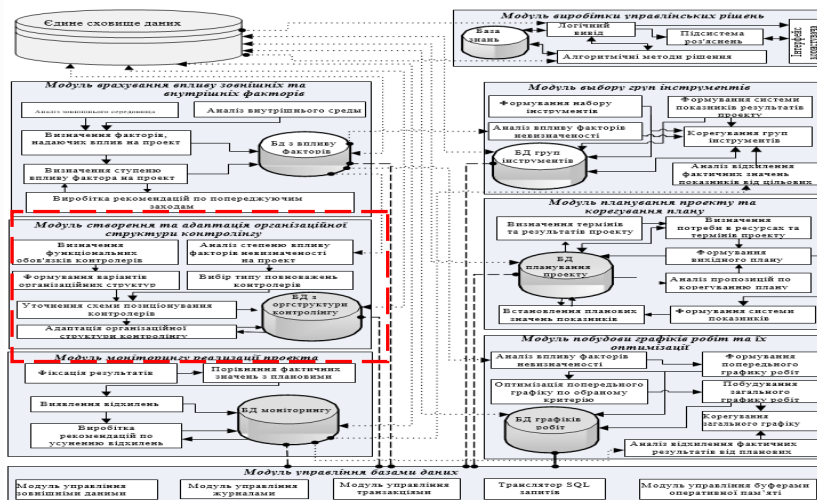 Єдине сховище даних
Модуль виробітки управлінських рішень
База
знань
Логічний
вивід
Підсистема
роз'яснень
Алгоритмічні методи рішення
Модуль врахування впливу зовнішніх та
внутрішніх факторів
Аналіз зовнішнього середовища
Аналіз внутрішнього среды
Визначення факторів,
надаючих вплив на проект
Визначення ступеню
впливу фактора на проект
Виробітка рекомендацій по попереджуючим
заходам
БД з впливу
факторів
Модуль вибору груп інструментів
Формування набору
інструментів
Формування системи
показників результатів
проекту
Аналіз впливу факторів
невизначеності
Корегування груп
інструментів
БД груп
інструментів
Аналіз відхилення
фактичних значень
показників від цільових
Модуль створення та адаптація організаційної
структури контролінгу
Визначення
функциональних
обов'язків контролерів
Аналіз степеню впливу
факторів невизначеності
на проект
Формування варіантів
організаційних структур
Вибір типу повноважень
контролерів
Уточнення схеми позиціонування
контролерів
Адаптація організаційної
структури контролінгу
БД з
оргструктури
контролінгу
Модуль планування проекту та
корегування плану
Визначення термінів
та результатів проекту
Визначення
потреби в ресурсах та
термінів проекту
Формування
вихідного плану
БД
планування
проекту
Аналіз пропозицій по
корегуванню плану
Встановлення планових
значень показників
Формування системи
показників
Модуль моніторингу реализації проекта
Фіксація результатів
Порівняння фактичних
значень з плановими
Виявлення відхилень
Виробітка
рекомендацій по
усуненню відхилень
БД моніторингу
Модуль побудови графіків робіт та їх
оптимізації
Аналіз впливу факторів
невизначеності
Формування
попереднього
графику робіт
Оптимізація попередьного
графіку по обраному
критерію
Побудування
загального
графику робіт
Корегування
загального графіку
БД графіків
робіт
Аналіз відхилення фактичних
результатів від планових
Модуль управління базами даних
Модуль управління
зовнішніми даними
Модуль управління
журналами
Модуль управління
транзакціями
Транслятор SQL
запитів
Модуль управління буферами
оперативної пам'яті